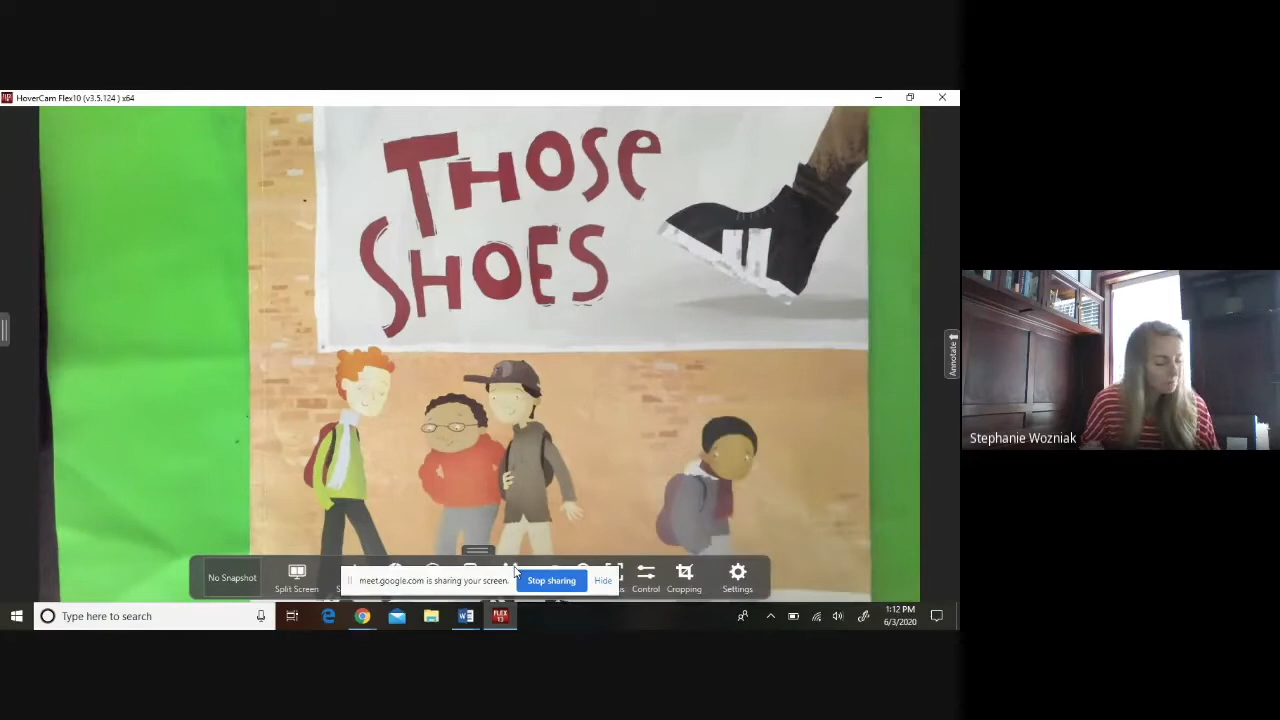 HoverCam Flex10 (v3.5.124 ) x64
THOSE
SHOES
Annotate
Stephanie Wozniak
No Snapshot
Split Screen
meet.google.com is sharing your screen.
Stop sharing
Hide
Control
Cropping
Settings
Type here to search
FLEX
1:12 PM
6/3/2020